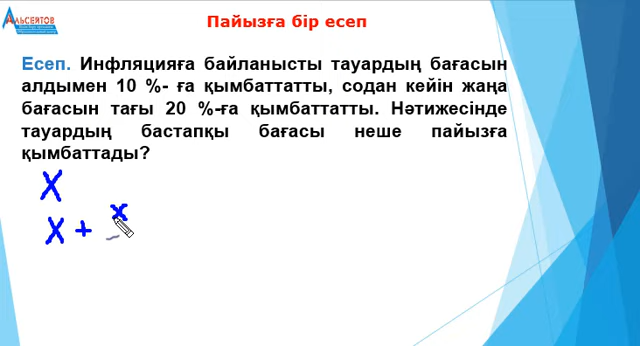 АЛЬСЕИТОВ
Пайызға бір есеп
Есеп. Инфляцияға байланысты тауардың бағасын
алдымен 10 %- ға қымбаттатты, содан кейін жаңа
бағасын тағы 20 %-ға қымбаттатты. Нәтижесінде
тауардың бастапқы бағасы неше пайызға
қымбаттады?
X
X + x